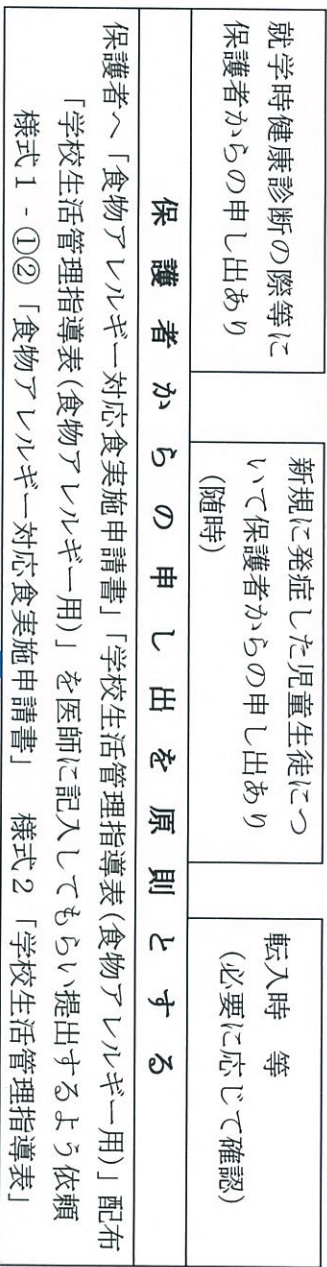 就学時健康診断の際等に
保護者からの申し出あり
新規に発症した児童生徒につ
いて保護者からの申し出あり
(随時)
転入時 等
(必要に応じて確認)
保護者からの申し出を原則とする
保護者へ「食物アレルギー対応食実施申請書」「学校生活管理指導表(食物アレルギー用)」配布
「学校生活管理指導表(食物アレルギー用)」を医師に記入してもらい提出するよう依頼
様式1-①②「食物アレルギー対応食実施申請書」 様式2「学校生活管理指導表」